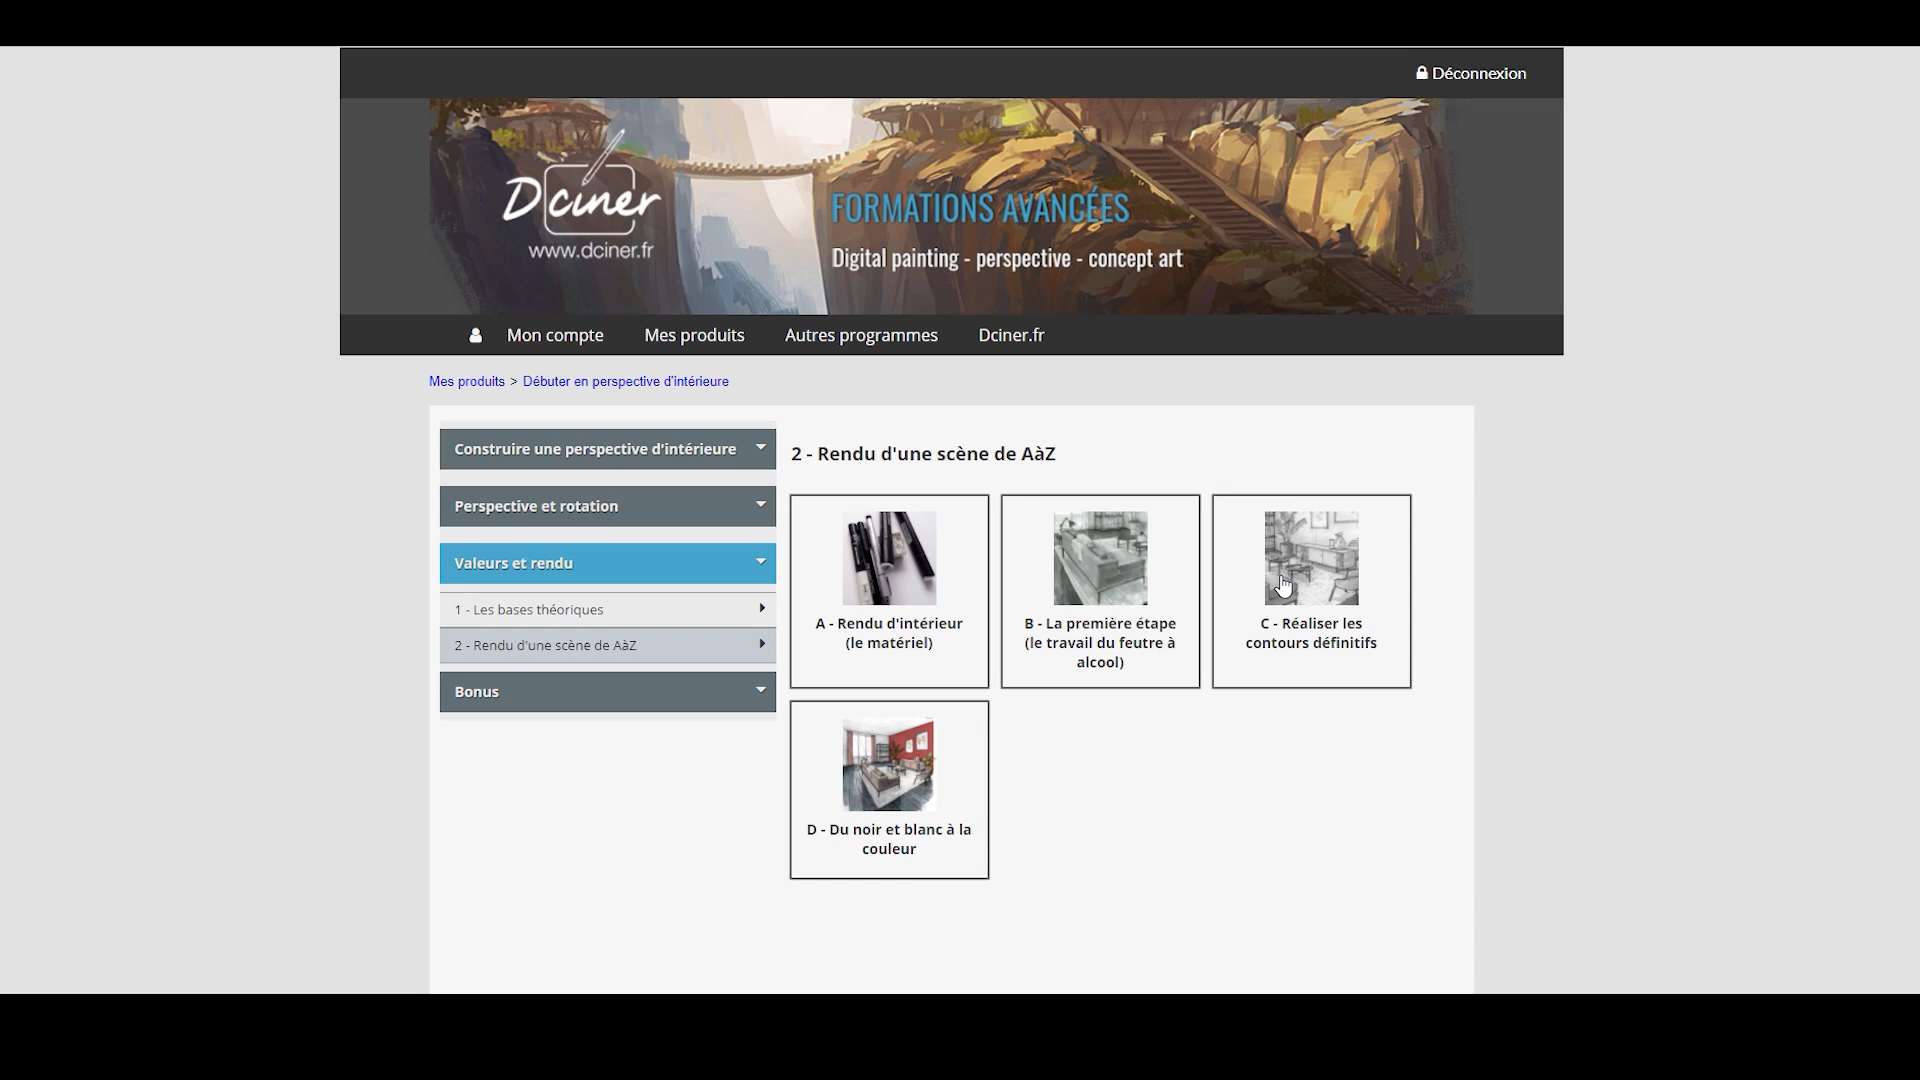 Déconnexion
Dciner
www.dciner.fr
FORMATIONS AVANCÉES
Digital painting - perspective - concept art
Mon compte
Mes produits
Autres programmes
Dciner.fr
Mes produits > Débuter en perspective d'intérieure
Construire une perspective d'intérieure
Perspective et rotation
Valeurs et rendu
1 - Les bases théoriques
2 - Rendu d'une scène de AàZ
Bonus
2 - Rendu d'une scène de AàZ
A - Rendu d'intérieur
(le matériel)
B - La première étape
(le travail du feutre à
alcool)
C - Réaliser les
contours définitifs
D - Du noir et blanc à la
couleur